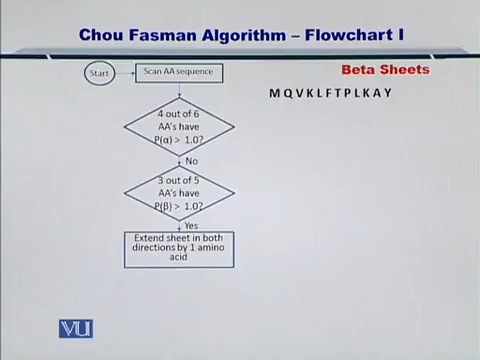 Chou Fasman Algorithm – Flowchart I
Start
Scan AA sequence
Beta Sheets
M Q V K L F T P L K A Y
4 out of 6
AA's have
P(α) > 1.0?
No
3 out of 5
AA's have
P(β) > 1.0?
Yes
Extend sheet in both
directions by 1 amino
acid
VU